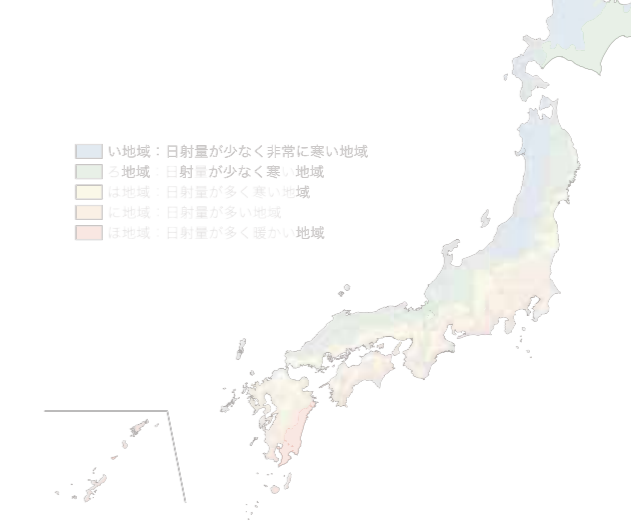 い地域：日射量が少なく非常に寒い地域
ろ地域：日射量が少なく寒い地域
は地域：日射量が多く寒い地域
に地域：日射量が多い地域
ほ地域：日射量が多く暖かい地域